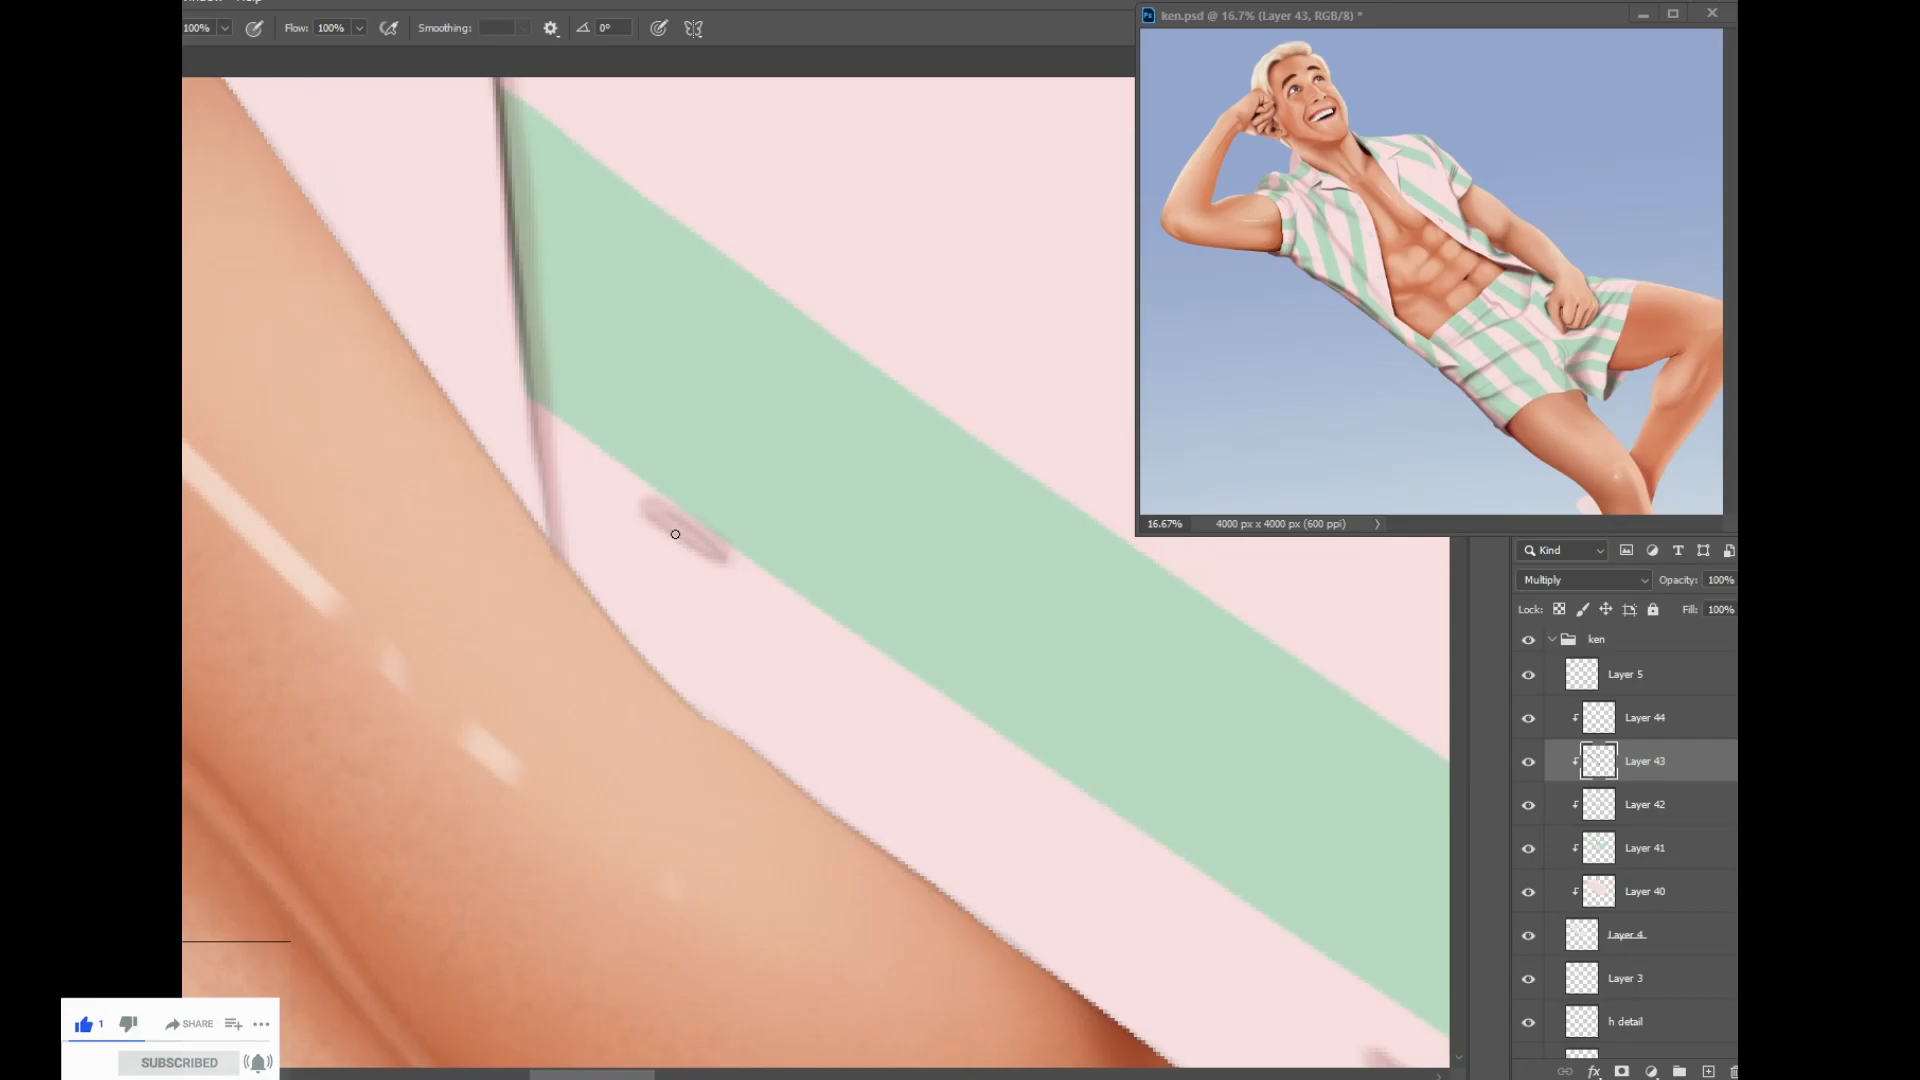 100% Flow: 100% Smoothing: 0°
ken.psd @ 16.7% (Layer 43, RGB/8) *
16.67% 4000 px x 4000 px (600 ppi)
Kind
Multiply Opacity: 100%
Lock: Fill: 100%
ken
Layer 5
Layer 44
Layer 43
Layer 42
Layer 41
Layer 40
Layer 4
Layer 3
h detail
fx
1 SHARE
SUBSCRIBED